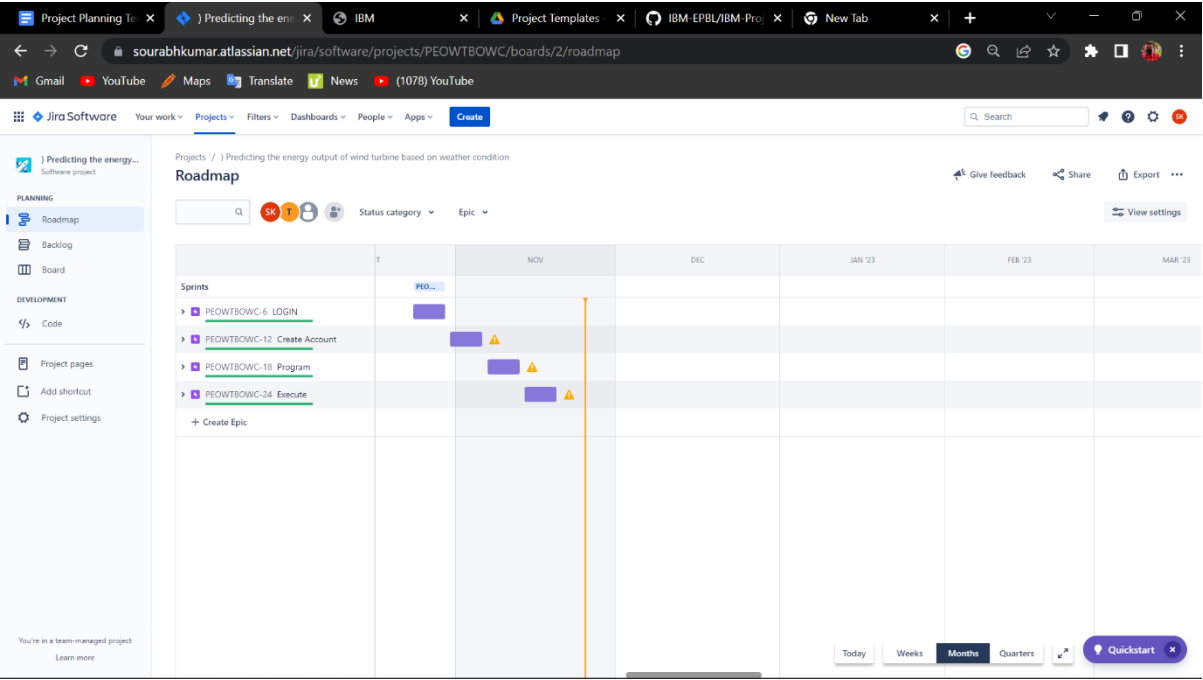 Project Planning Te
) Predicting the ene
IBM
Project Templates -
IBM-EPBL/IBM-Proj
New Tab
sourabhkumar.atlassian.net/jira/software/projects/PEOWTBOWC/boards/2/roadmap
Gmail YouTube Maps Translate News (1078) YouTube
Jira Software Your work Projects Filters Dashboards People Apps Create Search SK
) Predicting the energy...
Software project
Projects / ) Predicting the energy output of wind turbine based on weather condition
Roadmap
Give feedback Share Export
PLANNING
Roadmap
Backlog
Board
DEVELOPMENT
Code
Project pages
Add shortcut
Project settings
SK T Status category Epic View settings
T NOV DEC JAN '23 FEB '23 MAR '23
Sprints PEO...
PEOWTBOWC-6 LOGIN
PEOWTBOWC-12 Create Account
PEOWTBOWC-18 Program
PEOWTBOWC-24 Execute
+ Create Epic
You're in a team-managed project
Learn more
Today Weeks Months Quarters Quickstart